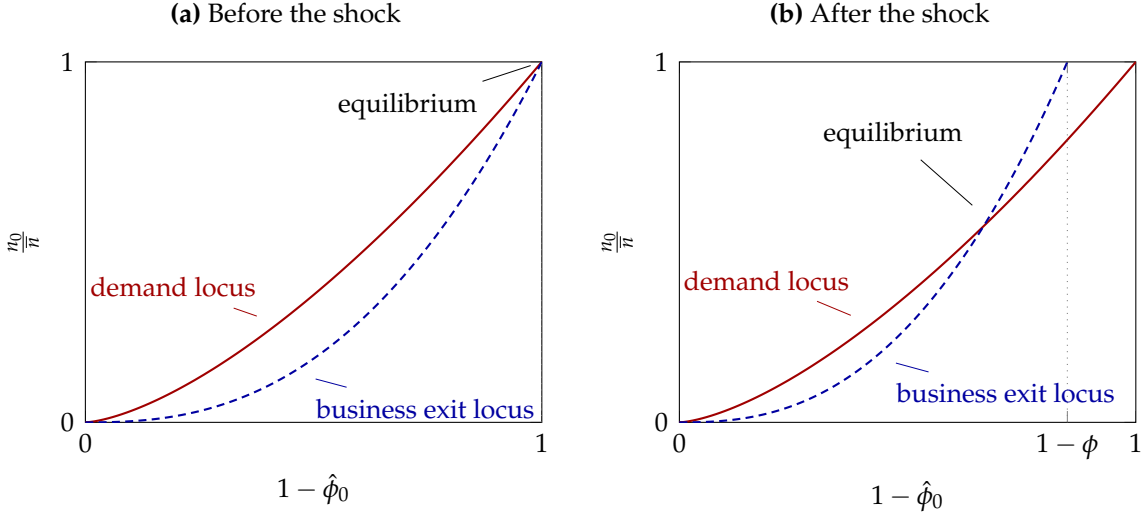 (a) Before the shock
1
equilibrium
n₀/n̅
demand locus
business exit locus
0
0
1
1 − ϕ̂₀
(b) After the shock
1
equilibrium
n₀/n̅
demand locus
business exit locus
0
0
1 − ϕ
1
1 − ϕ̂₀